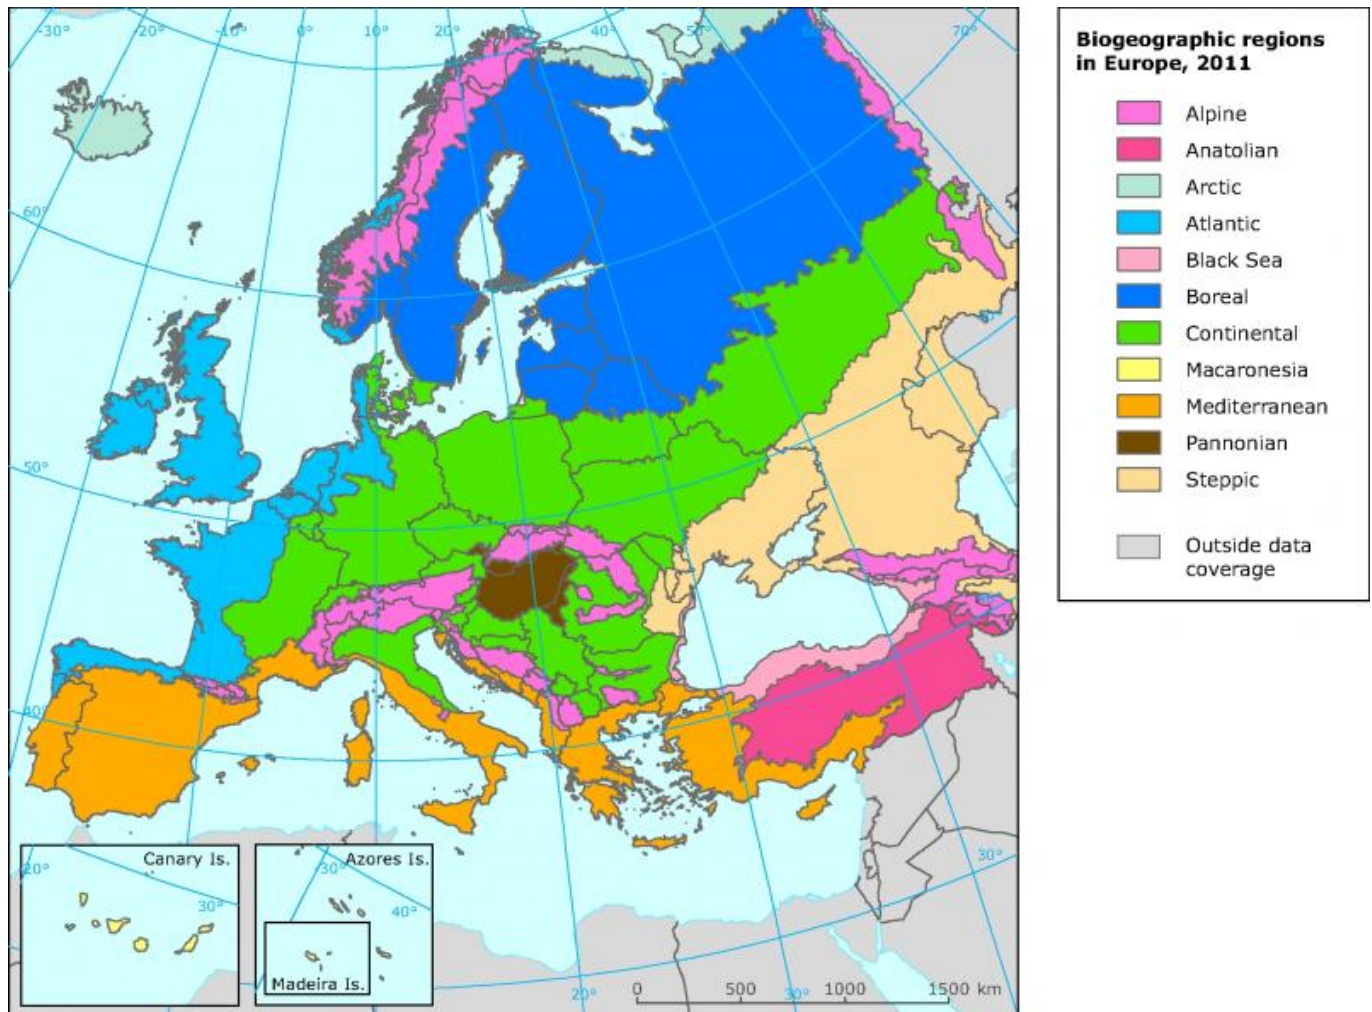 -30°
-20°
-10°
0°
10°
20°
30°
40°
50°
60°
70°
60°
50°
40°
Canary Is.
20°
30°
Azores Is.
-30°
40°
Madeira Is.
30°
20°
30°
0 500 1000 1500 km
Biogeographic regions
in Europe, 2011
Alpine
Anatolian
Arctic
Atlantic
Black Sea
Boreal
Continental
Macaronesia
Mediterranean
Pannonian
Steppic
Outside data
coverage